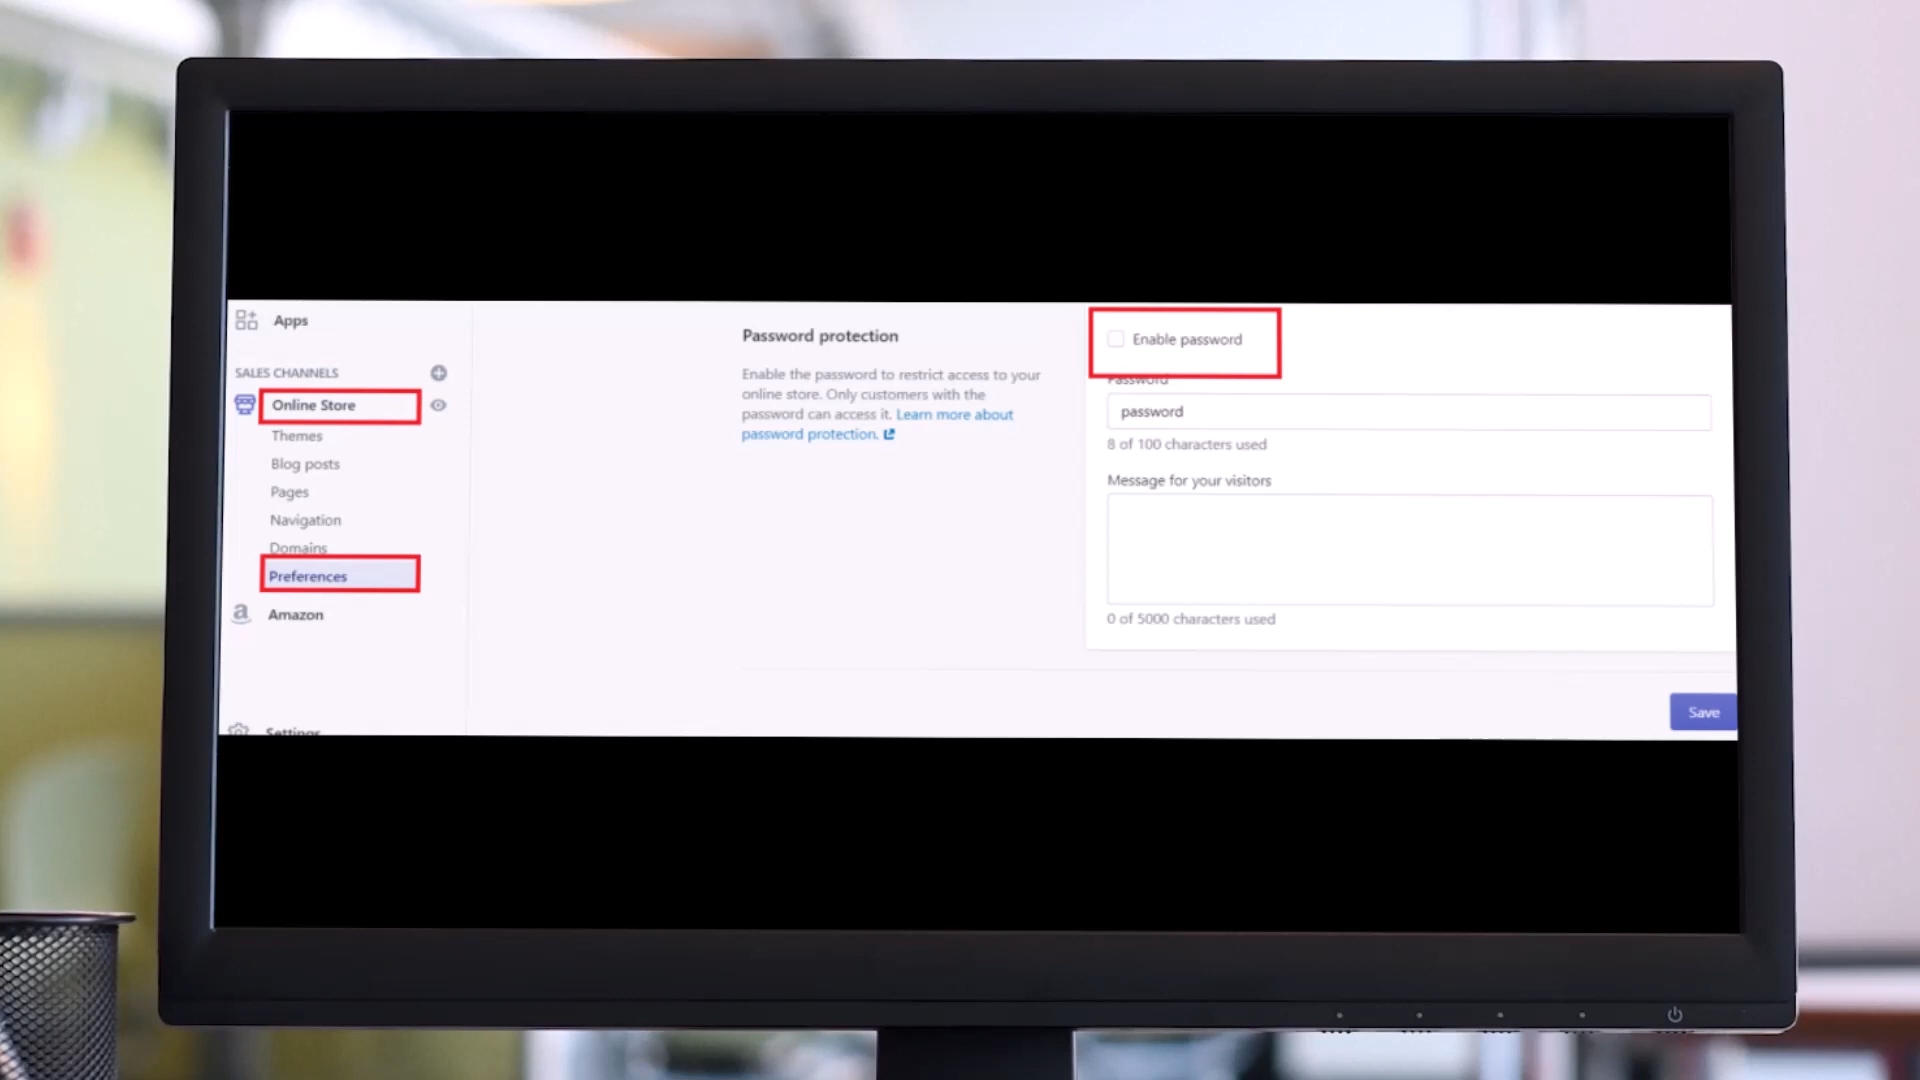 Apps
SALES CHANNELS
Online Store
Themes
Blog posts
Pages
Navigation
Domains
Preferences
a
Amazon
Settings
Password protection
Enable the password to restrict access to your
online store. Only customers with the
password can access it. Learn more about
password protection.
Enable password
Password
password
8 of 100 characters used
Message for your visitors
0 of 5000 characters used
Save